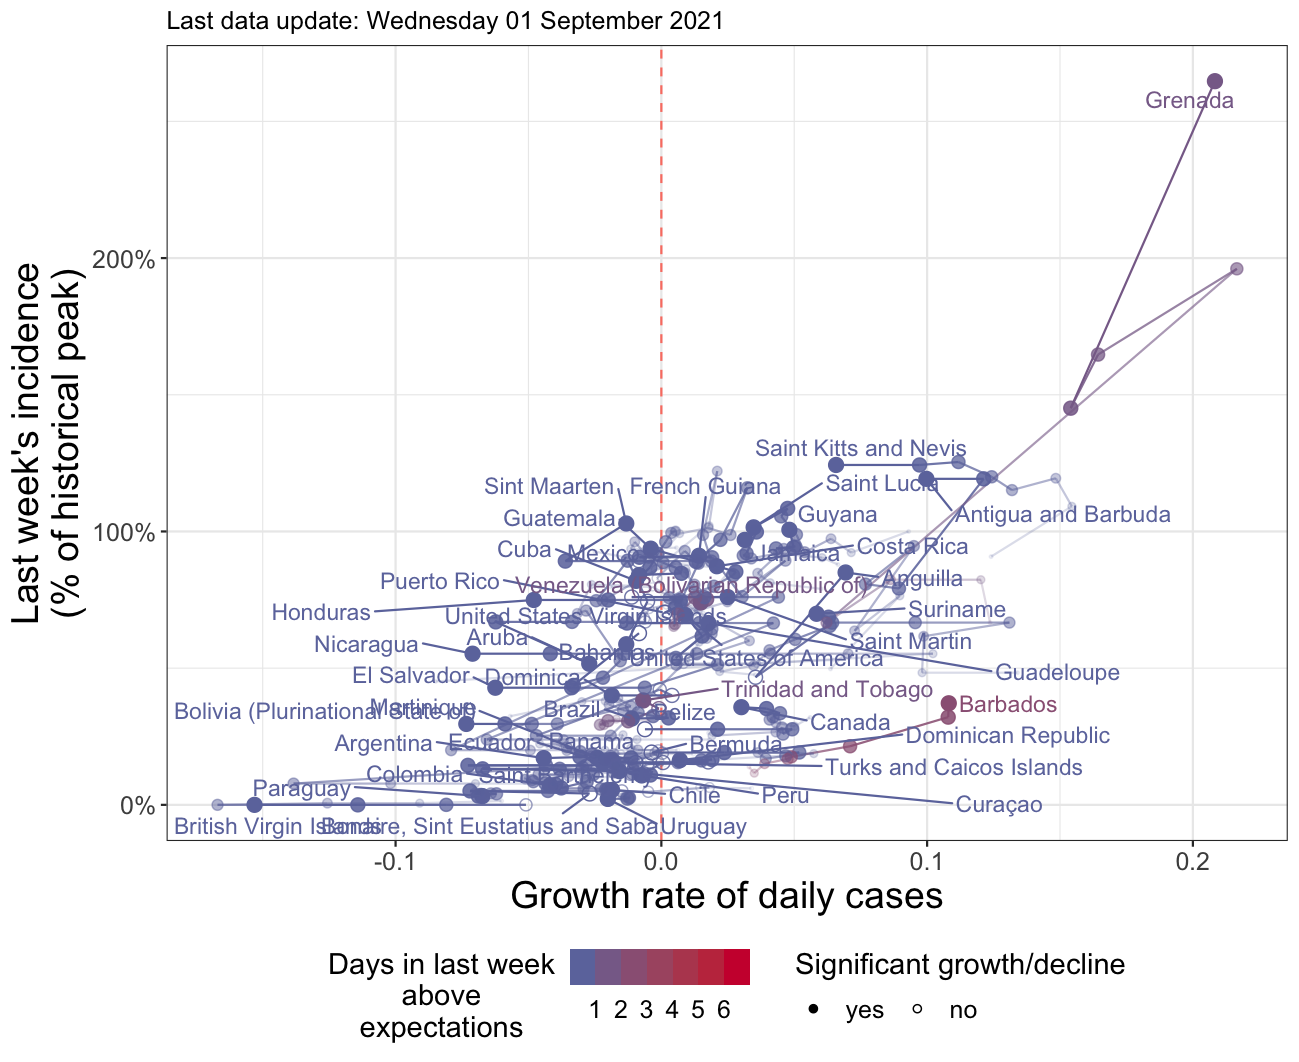 Last data update: Wednesday 01 September 2021
Last week's incidence
(% of historical peak)
200%
100%
0%
Grenada
Saint Kitts and Nevis
Sint Maarten
French Guiana
Saint Lucia
Guatemala
Guyana
Antigua and Barbuda
Cuba
Mexico
Jamaica
Costa Rica
Puerto Rico
Venezuela (Bolivarian Republic of)
Anguilla
Honduras
United States Virgin Islands
Suriname
Nicaragua
Aruba
Bahamas
Saint Martin
United States of America
El Salvador
Dominica
Guadeloupe
Trinidad and Tobago
Bolivia (Plurinational State of)
Martinique
Brazil
Belize
Canada
Barbados
Argentina
Ecuador
Panama
Bermuda
Dominican Republic
Colombia
Turks and Caicos Islands
Paraguay
Chile
Peru
Curaçao
British Virgin Islands
Bonaire, Sint Eustatius and Saba
Uruguay
-0.1
0.0
0.1
0.2
Growth rate of daily cases
Days in last week
above
expectations
1 2 3 4 5 6
Significant growth/decline
yes
no